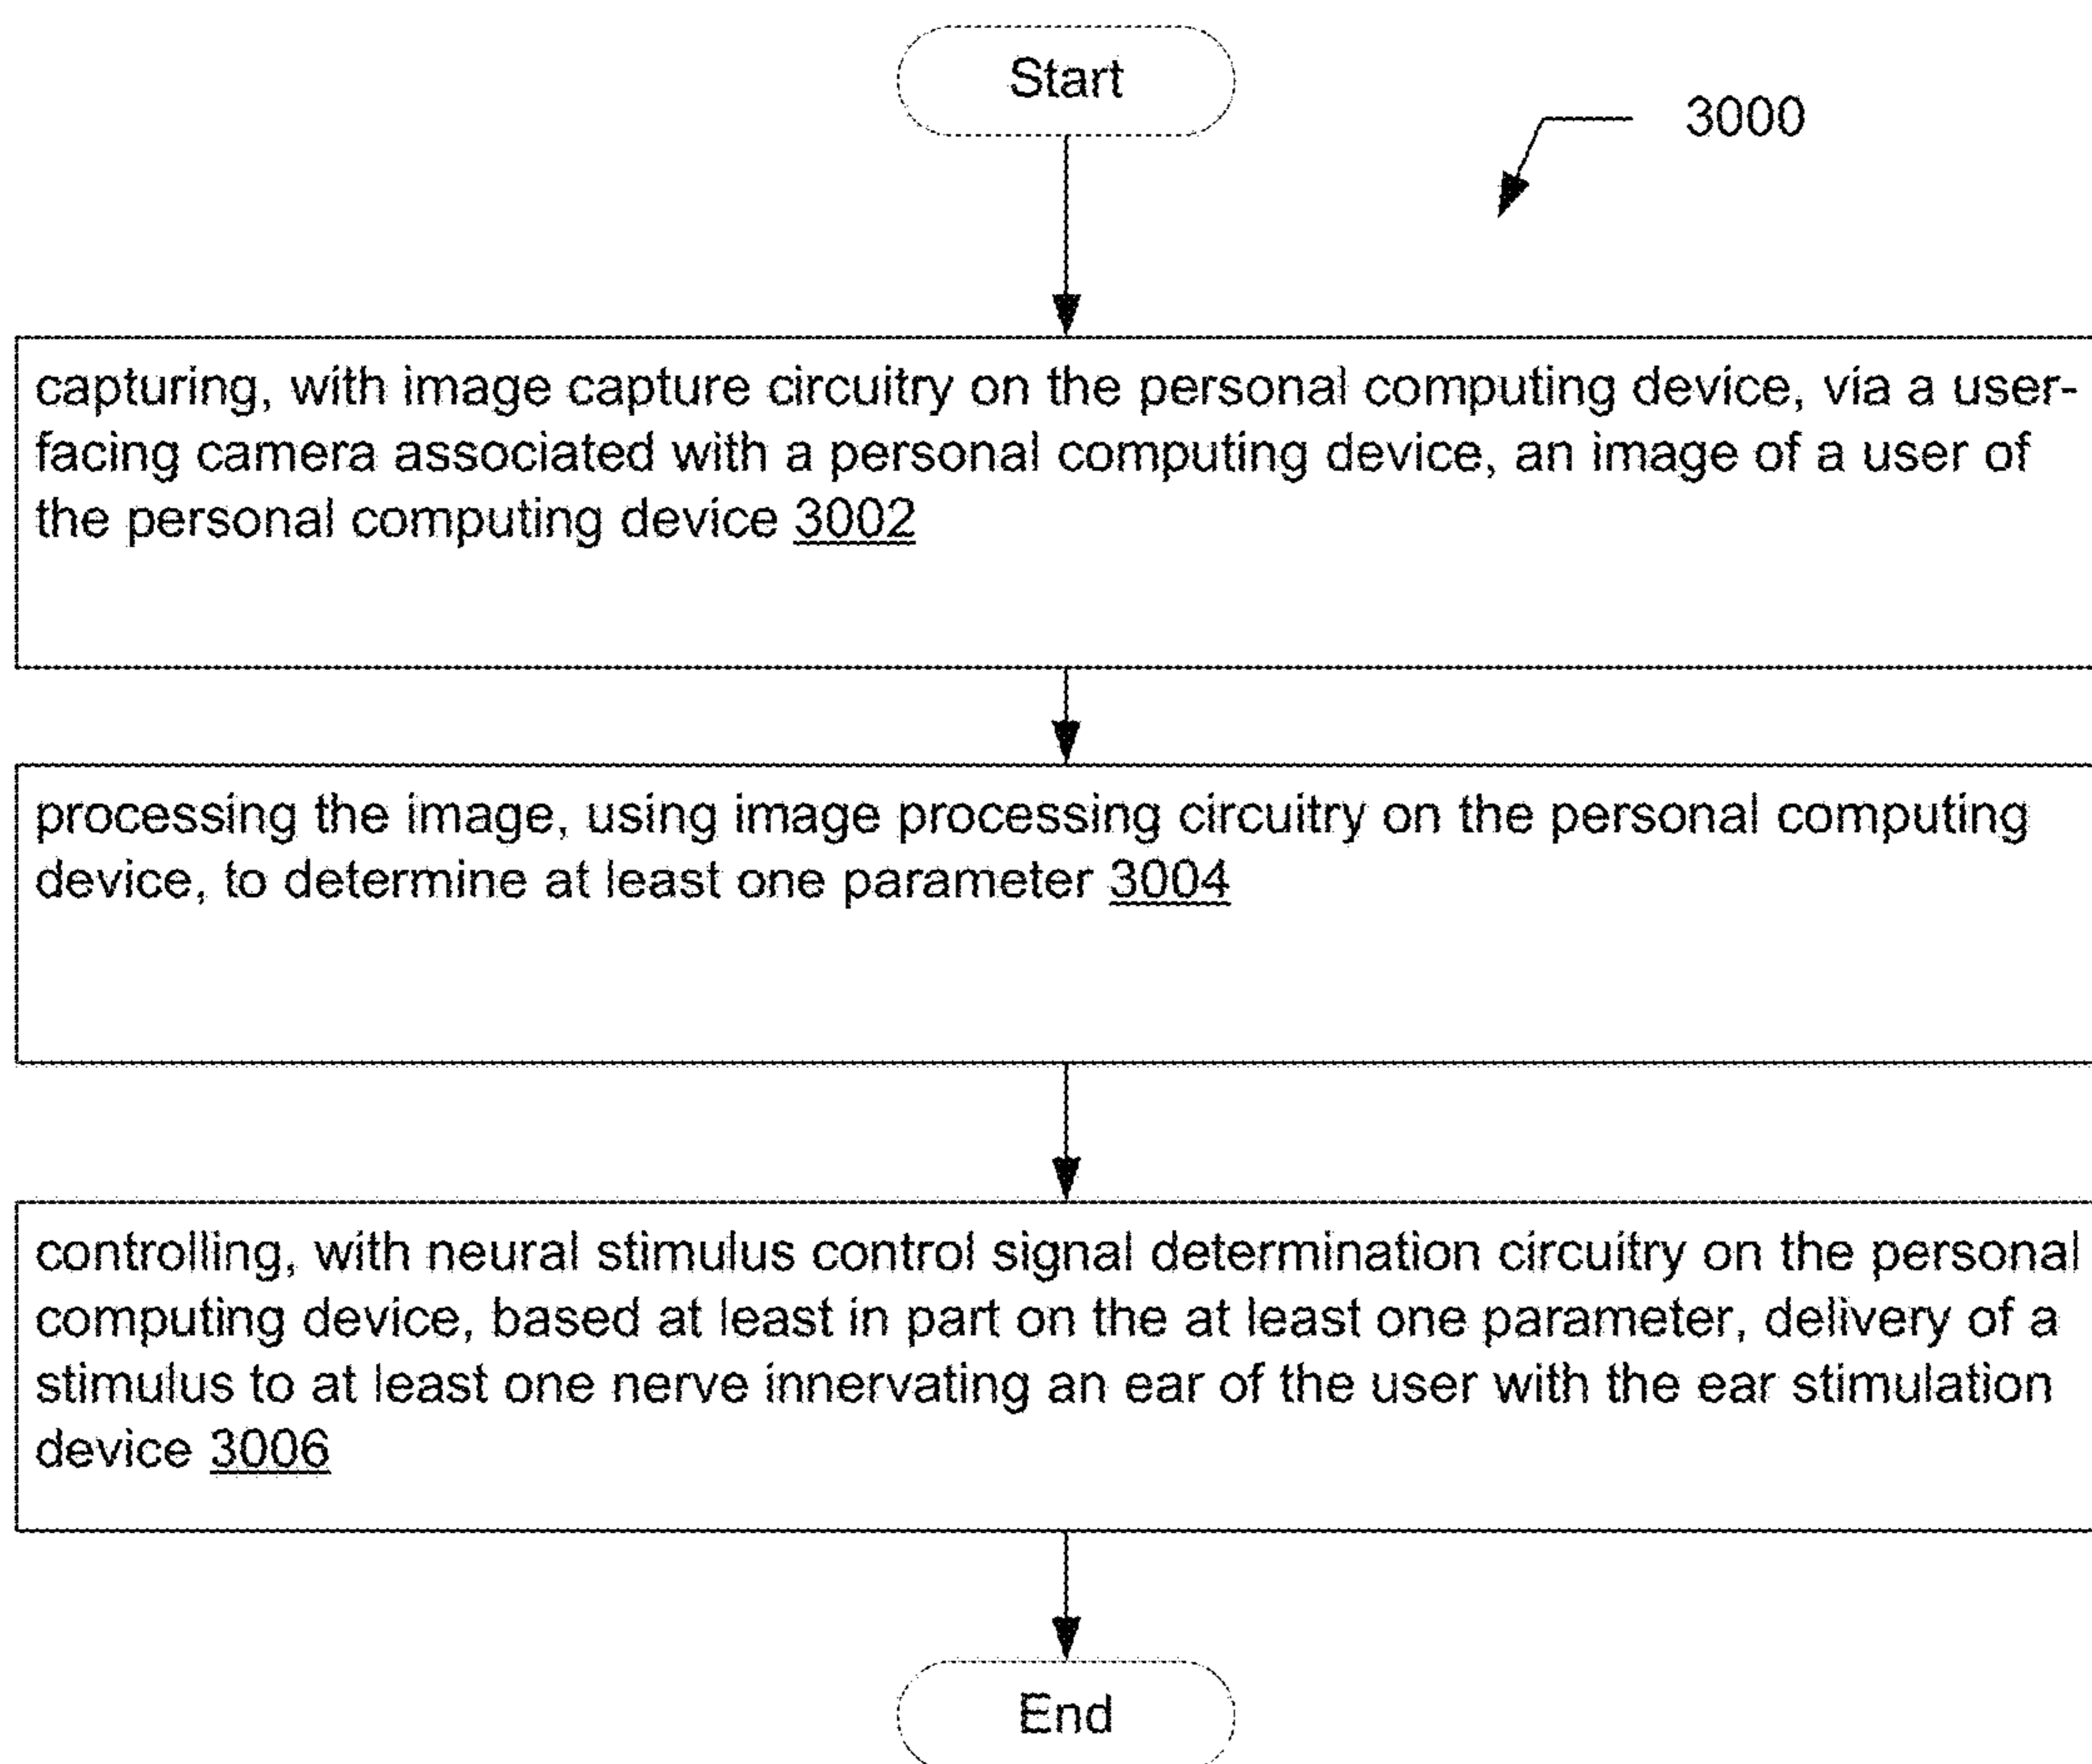 Start
3000
capturing, with image capture circuitry on the personal computing device, via a user-
facing camera associated with a personal computing device, an image of a user of
the personal computing device 3002
processing the image, using image processing circuitry on the personal computing
device, to determine at least one parameter 3004
controlling, with neural stimulus control signal determination circuitry on the personal
computing device, based at least in part on the at least one parameter, delivery of a
stimulus to at least one nerve innervating an ear of the user with the ear stimulation
device 3006
End